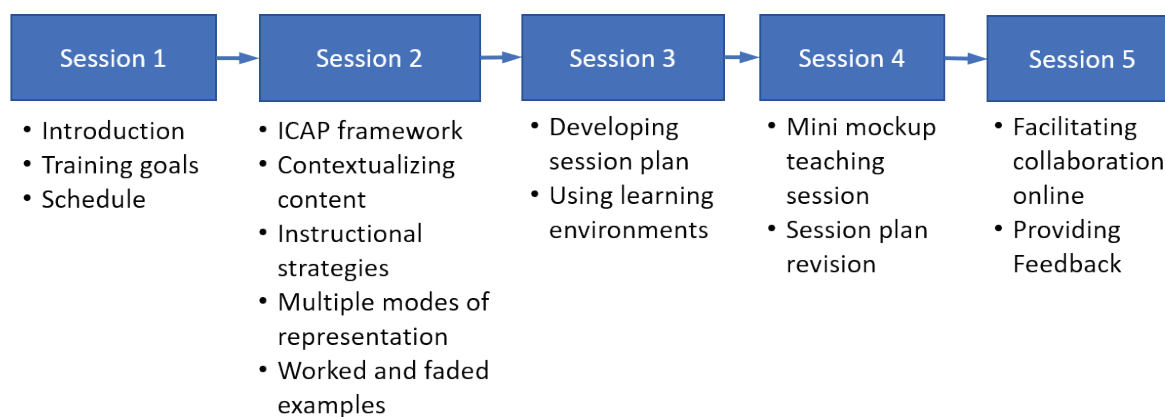 Session 1
• Introduction
• Training goals
• Schedule
Session 2
• ICAP framework
• Contextualizing
content
• Instructional
strategies
• Multiple modes of
representation
• Worked and faded
examples
Session 3
• Developing
session plan
• Using learning
environments
Session 4
• Mini mockup
teaching
session
• Session plan
revision
Session 5
• Facilitating
collaboration
online
• Providing
Feedback